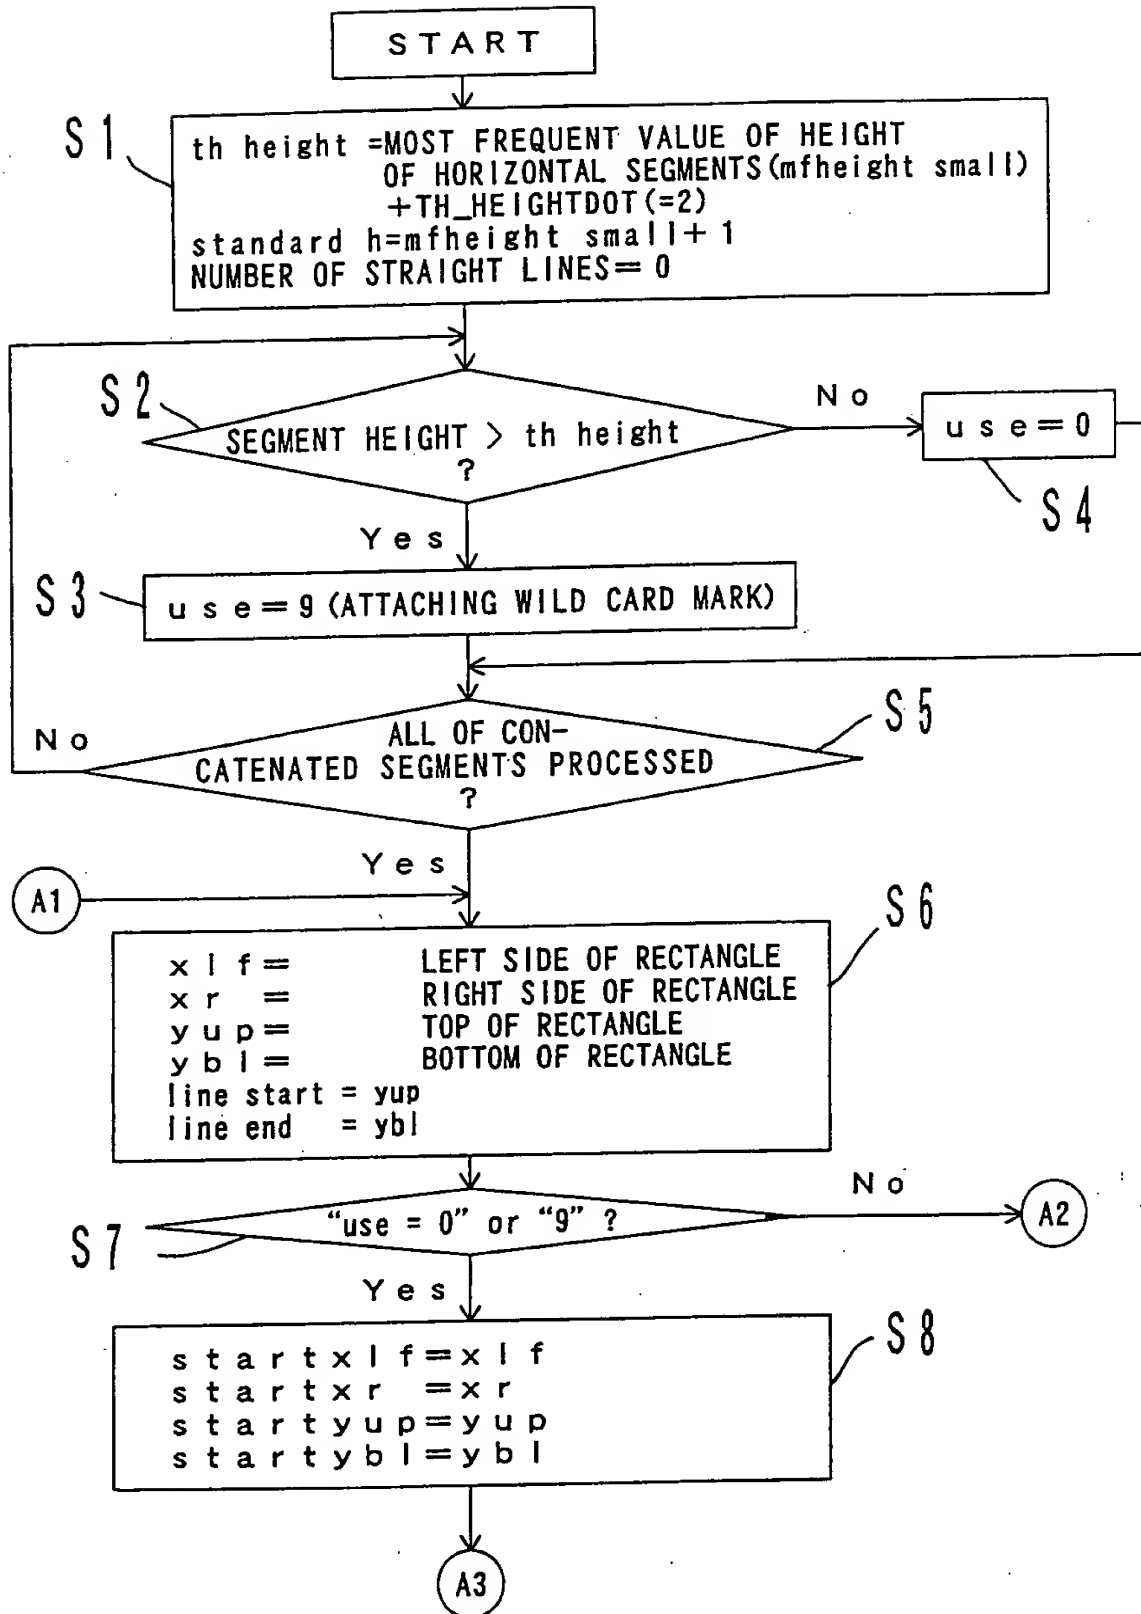 START
S1
th height =MOST FREQUENT VALUE OF HEIGHT
OF HORIZONTAL SEGMENTS(mfheight small)
+TH_HEIGHTDOT(=2)
standard h=mfheight small+1
NUMBER OF STRAIGHT LINES=0
S2
SEGMENT HEIGHT > th height
?
No
use=0
S4
Yes
S3
use=9(ATTACHING WILD CARD MARK)
S5
ALL OF CON-
CATENATED SEGMENTS PROCESSED
?
No
Yes
A1
S6
xlf= LEFT SIDE OF RECTANGLE
xr = RIGHT SIDE OF RECTANGLE
yup= TOP OF RECTANGLE
ybl= BOTTOM OF RECTANGLE
line start = yup
line end = ybl
S7
“use = 0” or “9” ?
No
A2
Yes
S8
startxlf=xlf
startxr =xr
startyup=yup
startybl=ybl
A3